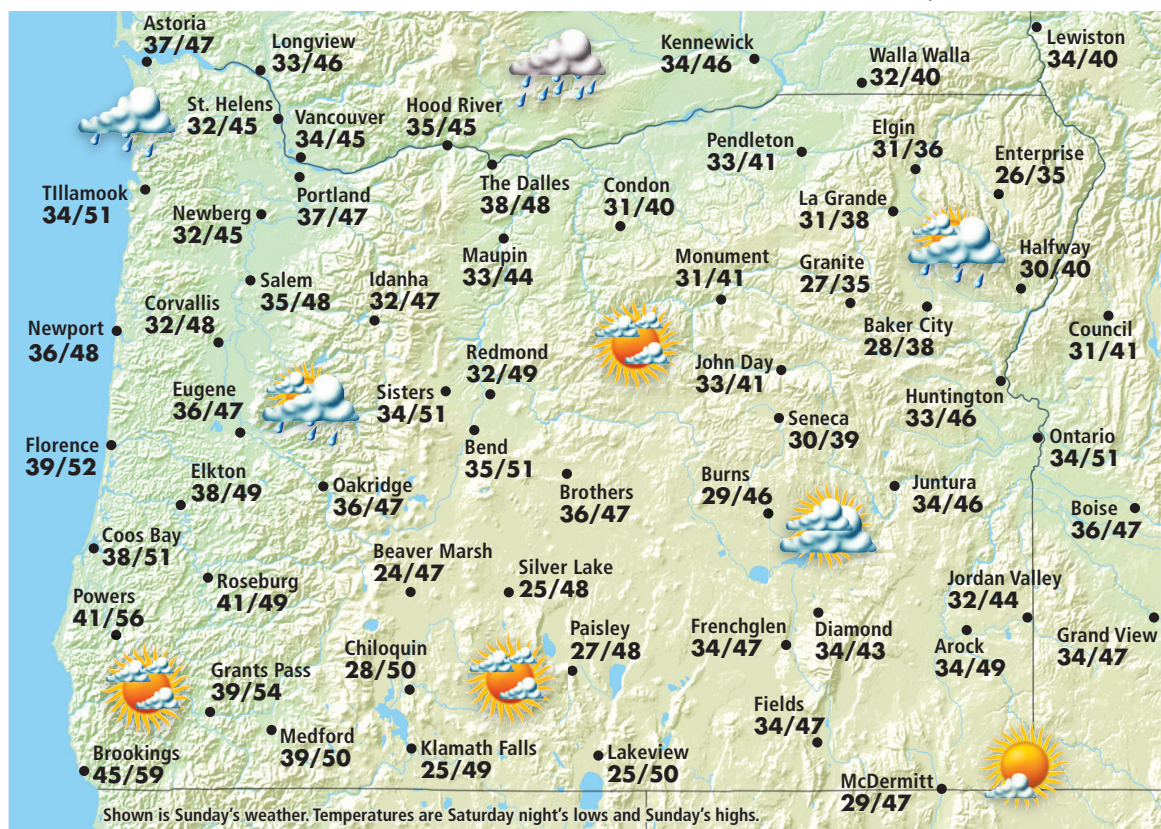 Astoria
37/47
Longview
33/46
Kennewick
34/46
Walla Walla
32/40
Lewiston
34/40
St. Helens
32/45
Vancouver
34/45
Hood River
35/45
Pendleton
33/41
Elgin
31/36
Enterprise
26/35
TIllamook
34/51
Newberg
32/45
Portland
37/47
The Dalles
38/48
Condon
31/40
La Grande
31/38
Maupin
33/44
Monument
31/41
Granite
27/35
Halfway
30/40
Salem
35/48
Idanha
32/47
Corvallis
32/48
Newport
36/48
Baker City
28/38
Council
31/41
Redmond
32/49
John Day
33/41
Eugene
36/47
Sisters
34/51
Huntington
33/46
Seneca
30/39
Florence
39/52
Bend
35/51
Ontario
34/51
Elkton
38/49
Oakridge
36/47
Brothers
36/47
Burns
29/46
Juntura
34/46
Boise
36/47
Coos Bay
38/51
Beaver Marsh
24/47
Silver Lake
25/48
Roseburg
41/49
Jordan Valley
32/44
Powers
41/56
Chiloquin
28/50
Paisley
27/48
Frenchglen
34/47
Diamond
34/43
Arock
34/49
Grand View
34/47
Grants Pass
39/54
Fields
34/47
Medford
39/50
Klamath Falls
25/49
Lakeview
25/50
Brookings
45/59
McDermitt
29/47
Shown is Sunday's weather. Temperatures are Saturday night's lows and Sunday's highs.